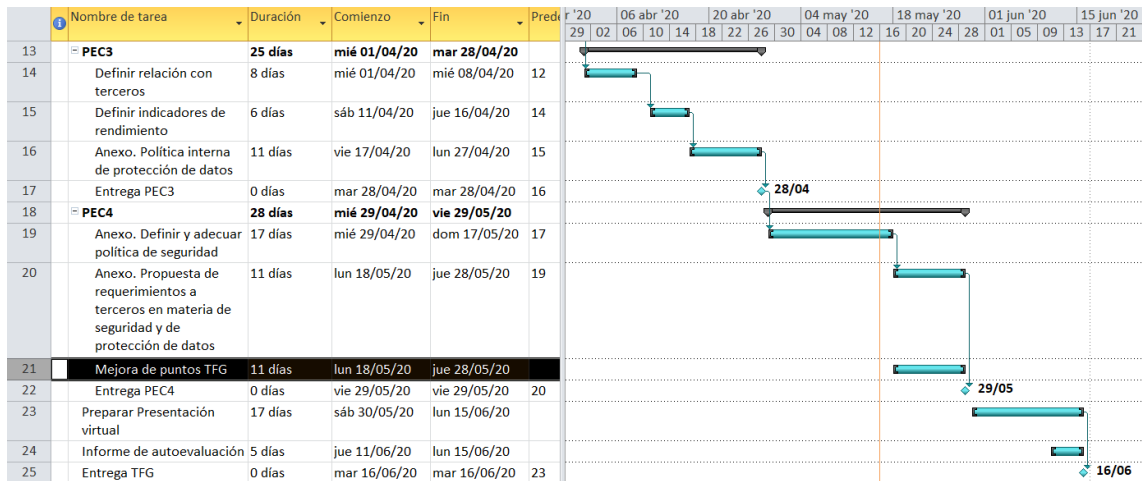 Nombre de tarea Duración Comienzo Fin Prede
r '20 06 abr '20 20 abr '20 04 may '20 18 may '20 01 jun '20 15 jun '20
29 02 06 10 14 18 22 26 30 04 08 12 16 20 24 28 01 05 09 13 17 21
13 PEC3 25 días mié 01/04/20 mar 28/04/20
14 Definir relación con 8 días mié 01/04/20 mié 08/04/20 12
terceros
15 Definir indicadores de 6 días sáb 11/04/20 jue 16/04/20 14
rendimiento
16 Anexo. Política interna 11 días vie 17/04/20 lun 27/04/20 15
de protección de datos
17 Entrega PEC3 0 días mar 28/04/20 mar 28/04/20 16 28/04
18 PEC4 28 días mié 29/04/20 vie 29/05/20
19 Anexo. Definir y adecuar 17 días mié 29/04/20 dom 17/05/20 17
política de seguridad
20 Anexo. Propuesta de 11 días lun 18/05/20 jue 28/05/20 19
requerimientos a
terceros en materia de
seguridad y de
protección de datos
21 Mejora de puntos TFG 11 días lun 18/05/20 jue 28/05/20
22 Entrega PEC4 0 días vie 29/05/20 vie 29/05/20 20 29/05
23 Preparar Presentación 17 días sáb 30/05/20 lun 15/06/20
virtual
24 Informe de autoevaluación 5 días jue 11/06/20 lun 15/06/20
25 Entrega TFG 0 días mar 16/06/20 mar 16/06/20 23 16/06